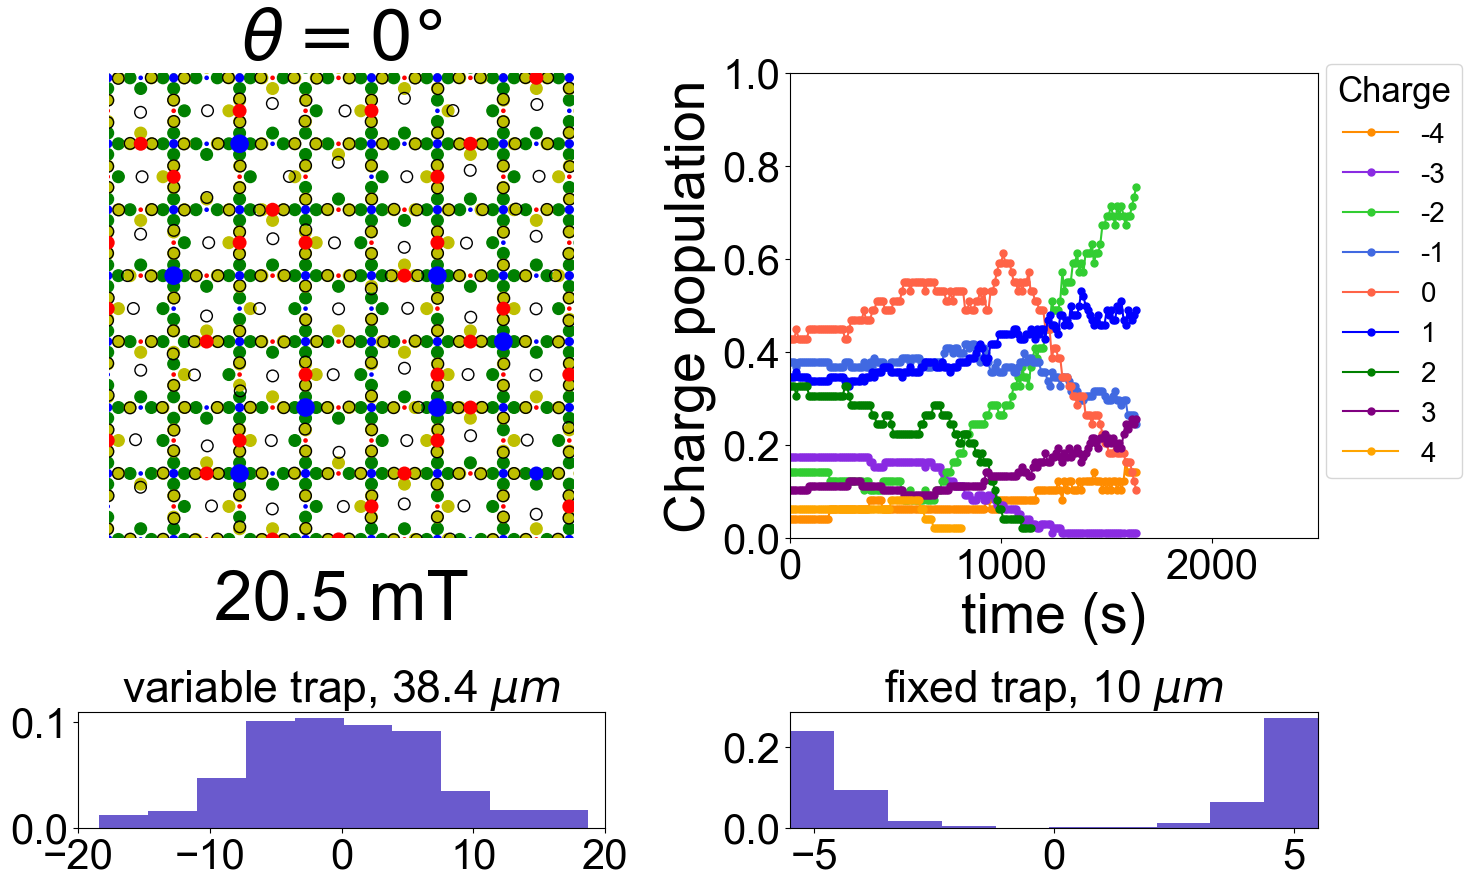 θ = 0°
20.5 mT
1.0
0.8
0.6
0.4
0.2
0.0
Charge population
0 1000 2000
time (s)
Charge
-4
-3
-2
-1
0
1
2
3
4
variable trap, 38.4 μm
0.1
0.0
−20 −10 0 10 20
fixed trap, 10 μm
0.2
0.0
−5 0 5